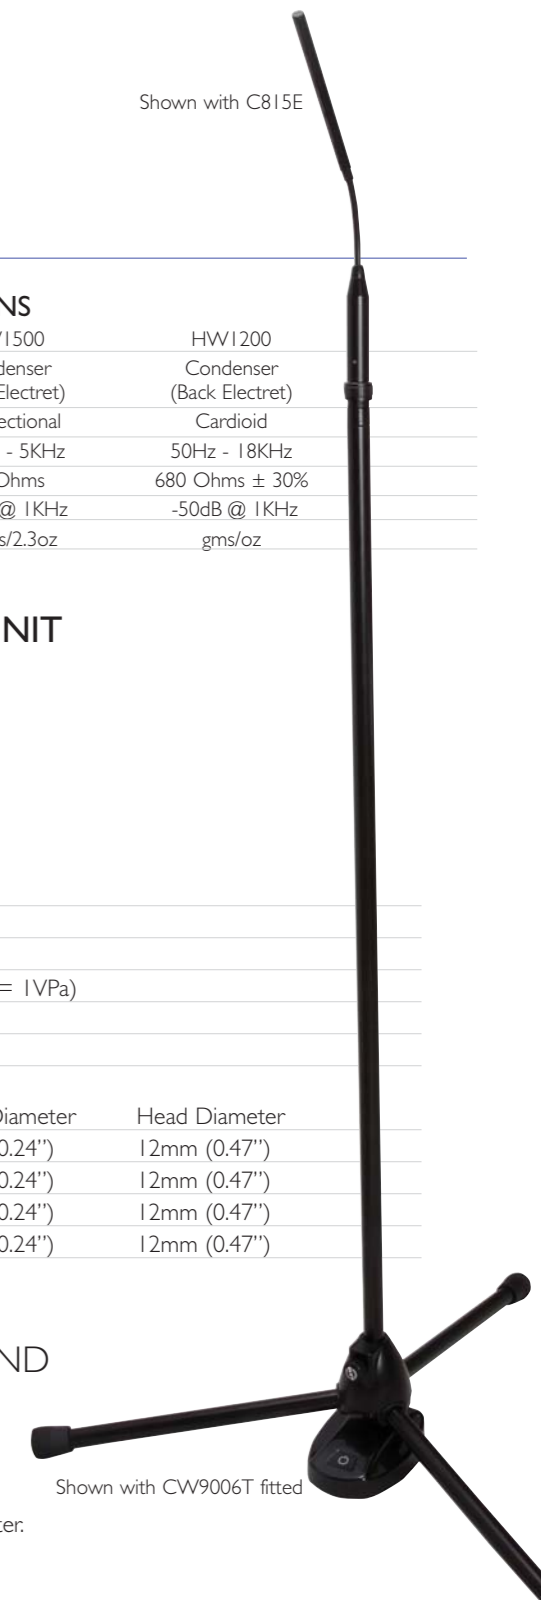 Shown with C815E
NS
1500 HW1200
denser Condenser
Electret) (Back Electret)
ectional Cardioid
- 5KHz 50Hz - 18KHz
Ohms 680 Ohms ± 30%
@ 1KHz -50dB @ 1KHz
s/2.3oz gms/oz
NIT
= 1VPa)
Diameter Head Diameter
0.24”) 12mm (0.47”)
0.24”) 12mm (0.47”)
0.24”) 12mm (0.47”)
0.24”) 12mm (0.47”)
ND
Shown with CW9006T fitted
ter.